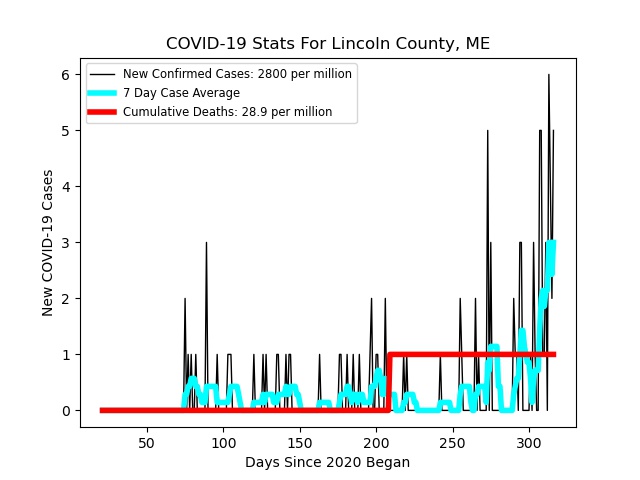 COVID-19 Stats For Lincoln County, ME
New Confirmed Cases: 2800 per million
7 Day Case Average
Cumulative Deaths: 28.9 per million
New COVID-19 Cases
6
5
4
3
2
1
0
50 100 150 200 250 300
Days Since 2020 Began